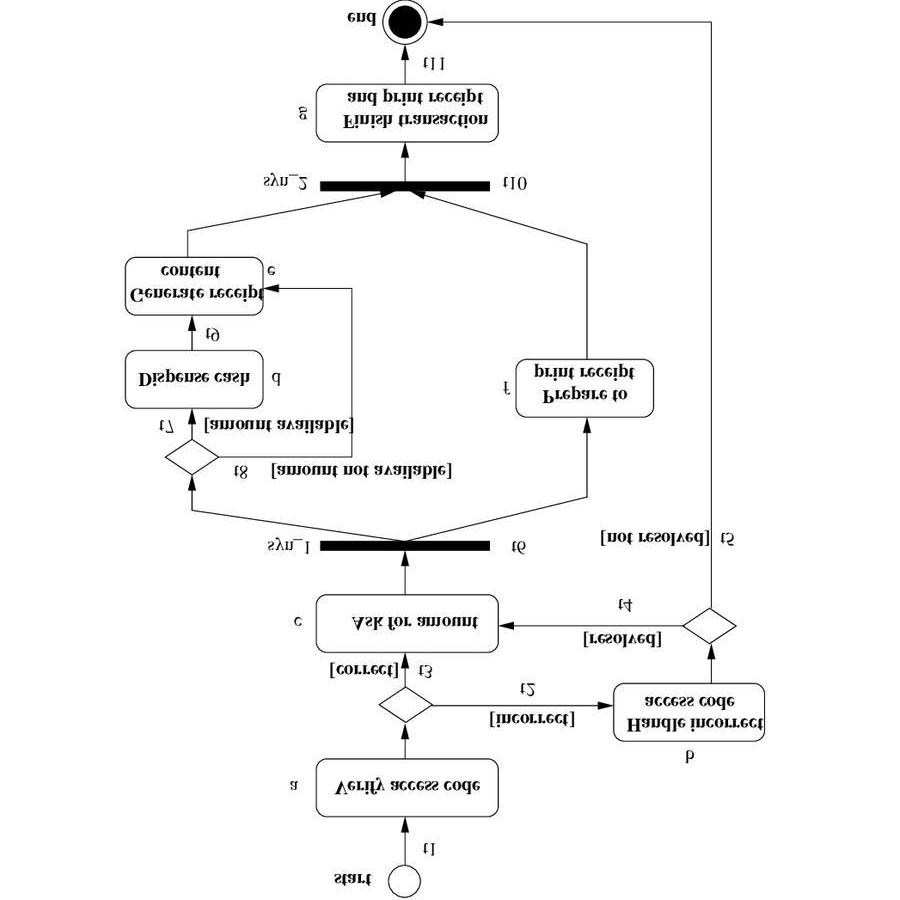 start
t1
a
Verify access code
b
Handle incorrect
access code
[incorrect]
t2
[correct]
t3
c
Ask for amount
[resolved]
t4
syn_1
t6
[not resolved]
t5
t8
[amount not available]
t7
[amount available]
Dispense cash
d
f
Prepare to
print receipt
t9
Generate receipt
content
e
syn_2
t10
g
Finish transaction
and print receipt
t11
end